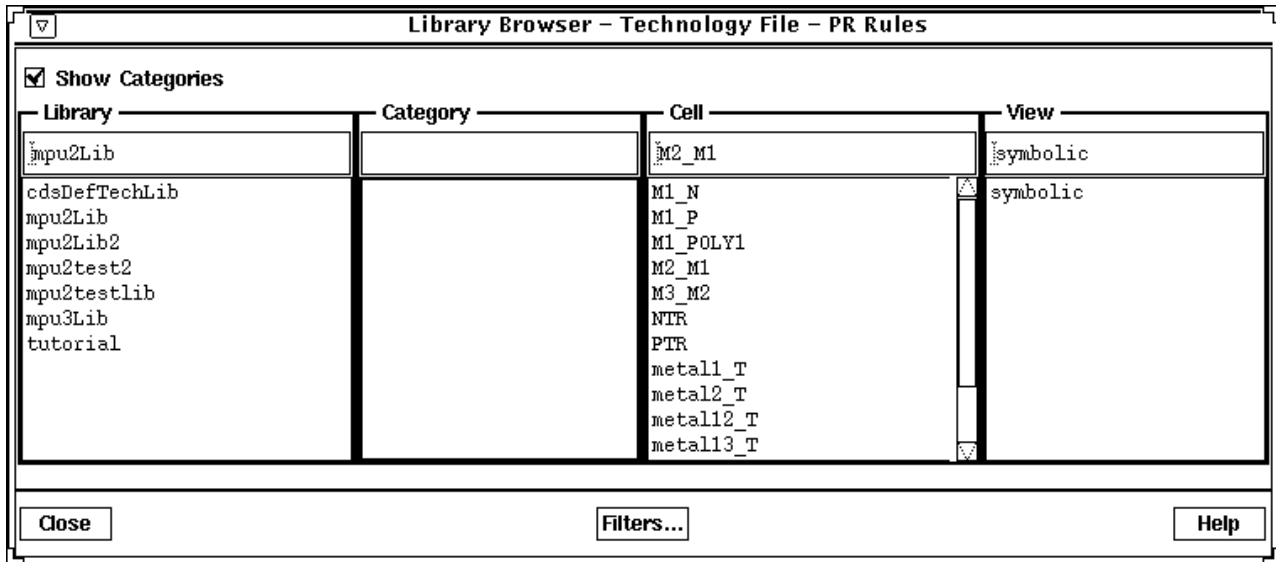 Library Browser – Technology File – PR Rules
Show Categories
Library
Category
Cell
View
mpu2Lib
M2_M1
symbolic
cdsDefTechLib
mpu2Lib
mpu2Lib2
mpu2test2
mpu2testlib
mpu3Lib
tutorial
M1_N
M1_P
M1_POLY1
M2_M1
M3_M2
NTR
PTR
metal1_T
metal2_T
metal12_T
metal13_T
symbolic
Close
Filters...
Help